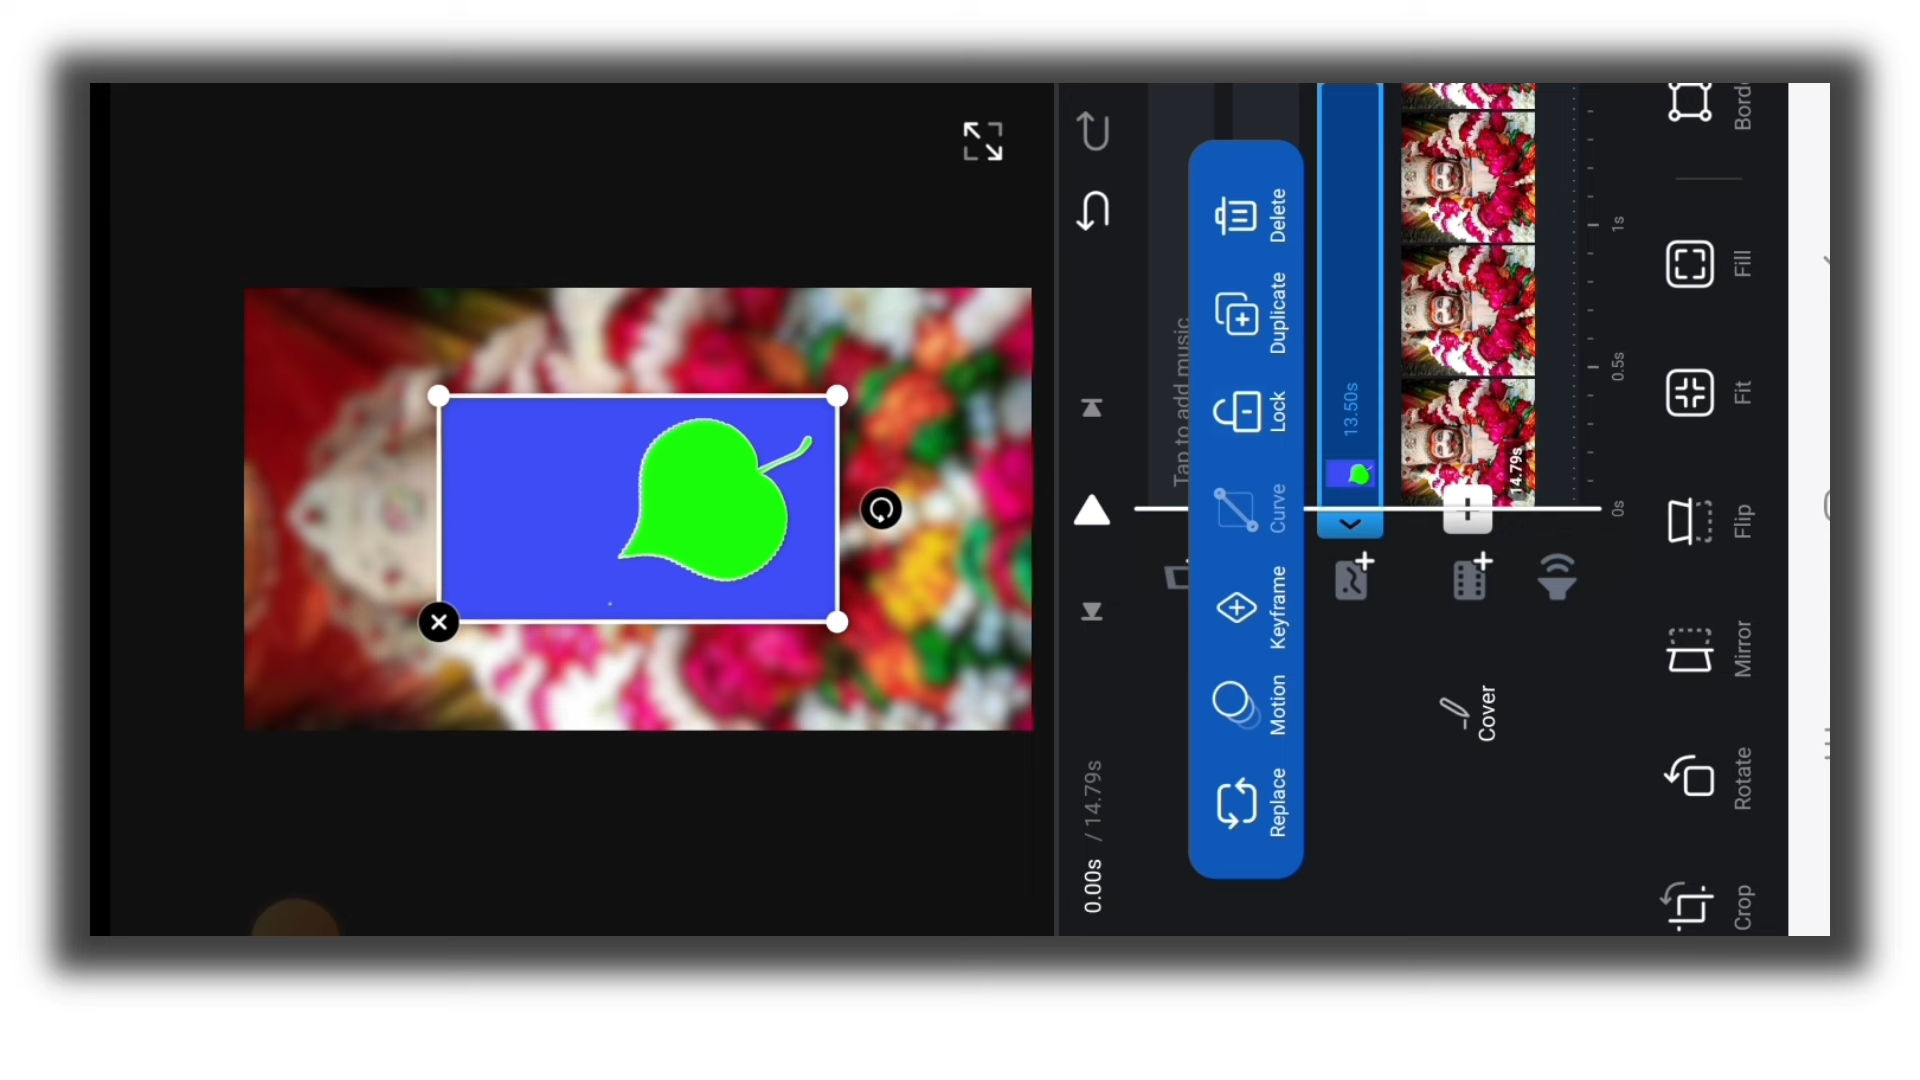 0.00s / 14.79s
Tap to add music
Replace
Motion
Keyframe
Curve
Lock
Duplicate
Delete
13.50s
Cover
14.79s
0s
0.5s
1s
Crop
Rotate
Mirror
Flip
Fit
Fill